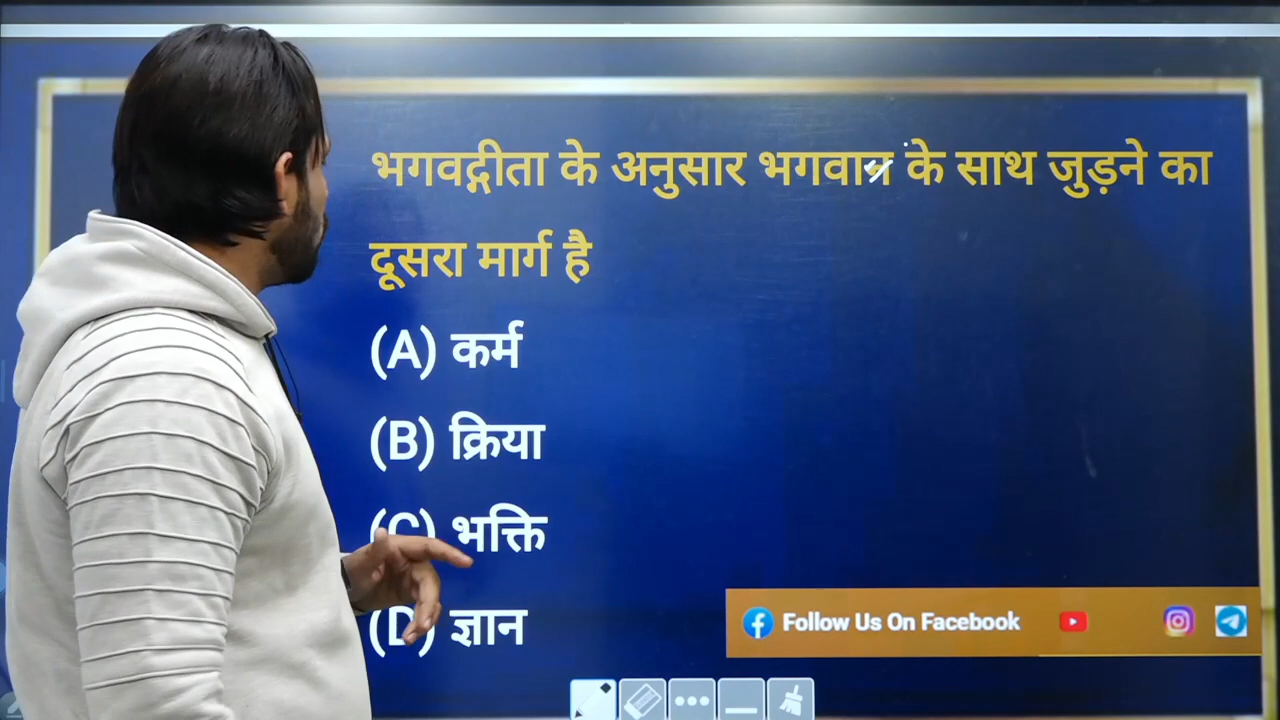 भगवद्गीता के अनुसार भगवान के साथ जुड़ने का
दूसरा मार्ग है
(A) कर्म
(B) क्रिया
(C) भक्ति
(D) ज्ञान
Follow Us On Facebook